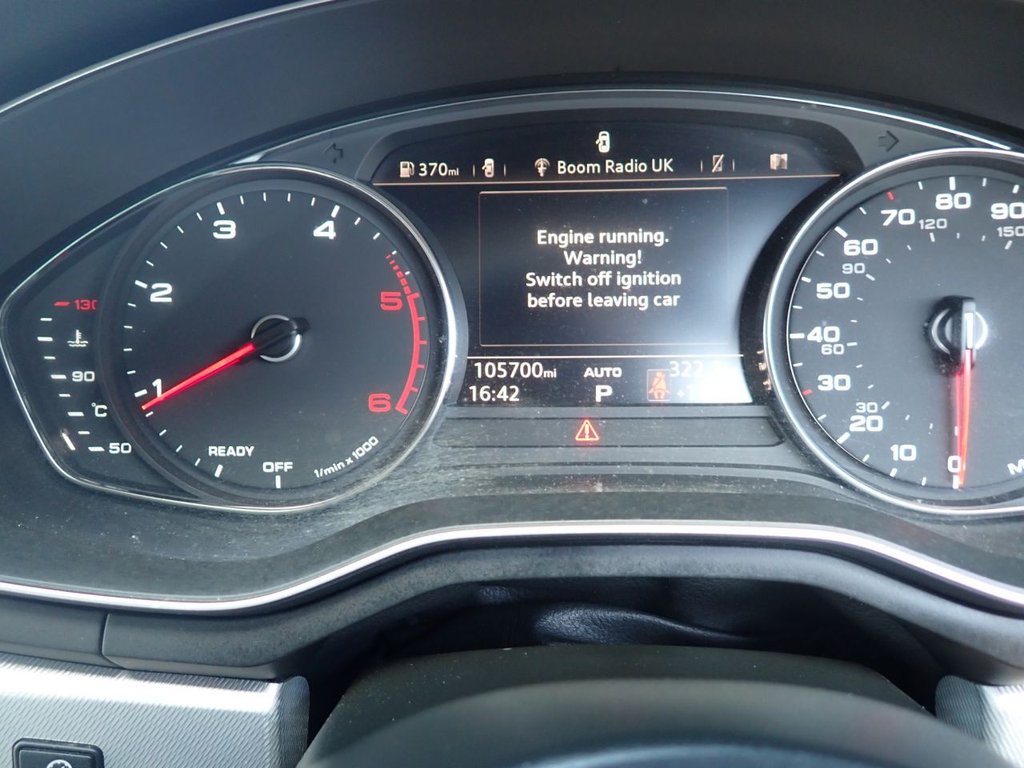 370mi
Boom Radio UK
Engine running.
Warning!
Switch off ignition
before leaving car
105700mi
AUTO
322
16:42
P
1
2
3
4
5
6
READY
OFF
1/min x 1000
130
90
°C
50
0
10
20
30
40
50
60
70
80
90
30
60
90
120
150
M